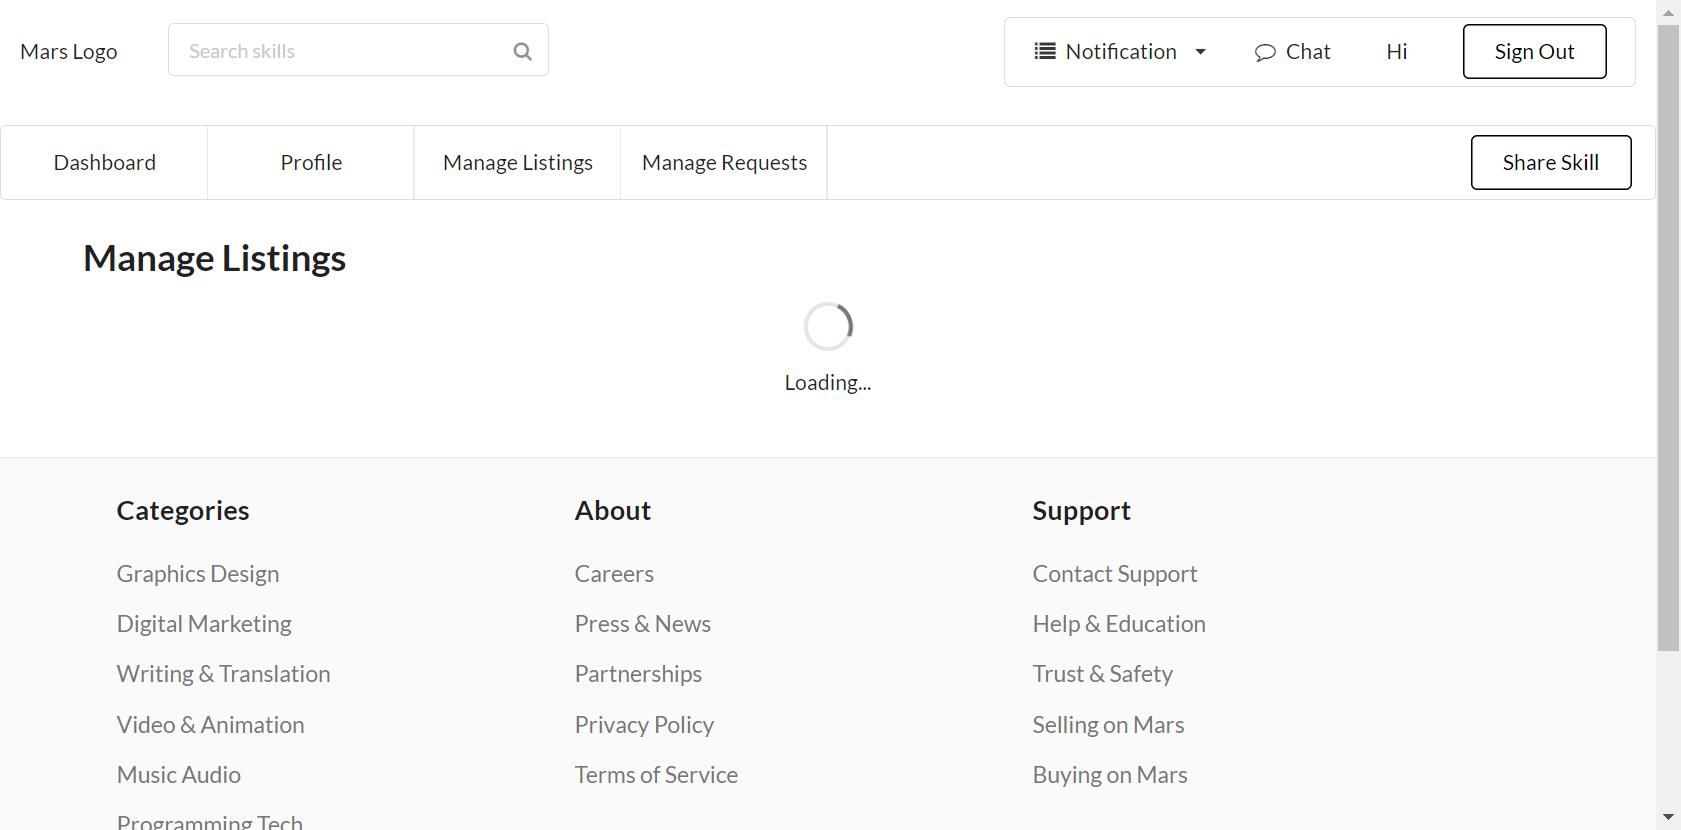 Mars Logo
Search skills
Notification
Chat
Hi
Sign Out
Dashboard
Profile
Manage Listings
Manage Requests
Share Skill
Manage Listings
Loading...
Categories
Graphics Design
Digital Marketing
Writing & Translation
Video & Animation
Music Audio
Programming Tech
About
Careers
Press & News
Partnerships
Privacy Policy
Terms of Service
Support
Contact Support
Help & Education
Trust & Safety
Selling on Mars
Buying on Mars